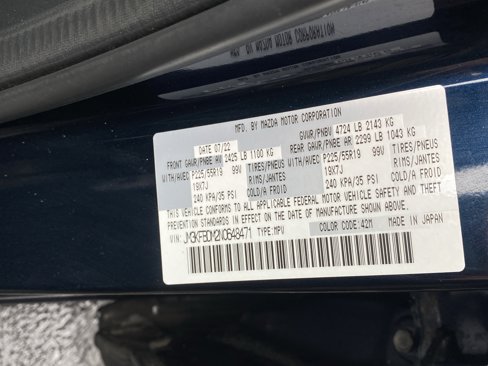 MFD. BY MAZDA MOTOR CORPORATION
DATE 07/22 GVWR/PNBV 4724 LB 2143 KG
FRONT GAWR/PNBE AV 2425 LB 1100 KG REAR GAWR/PNBE AR 2299 LB 1043 KG
WITH/AVEC P225/55R19 99V TIRES/PNEUS WITH/AVEC P225/55R19 99V TIRES/PNEUS
19X7J RIMS/JANTES 19X7J RIMS/JANTES
240 KPA/35 PSI COLD/A FROID 240 KPA/35 PSI COLD/A FROID
THIS VEHICLE CONFORMS TO ALL APPLICABLE FEDERAL MOTOR VEHICLE SAFETY AND THEFT
PREVENTION STANDARDS IN EFFECT ON THE DATE OF MANUFACTURE SHOWN ABOVE.
VIN: TYPE:MPV COLOR CODE:42M MADE IN JAPAN